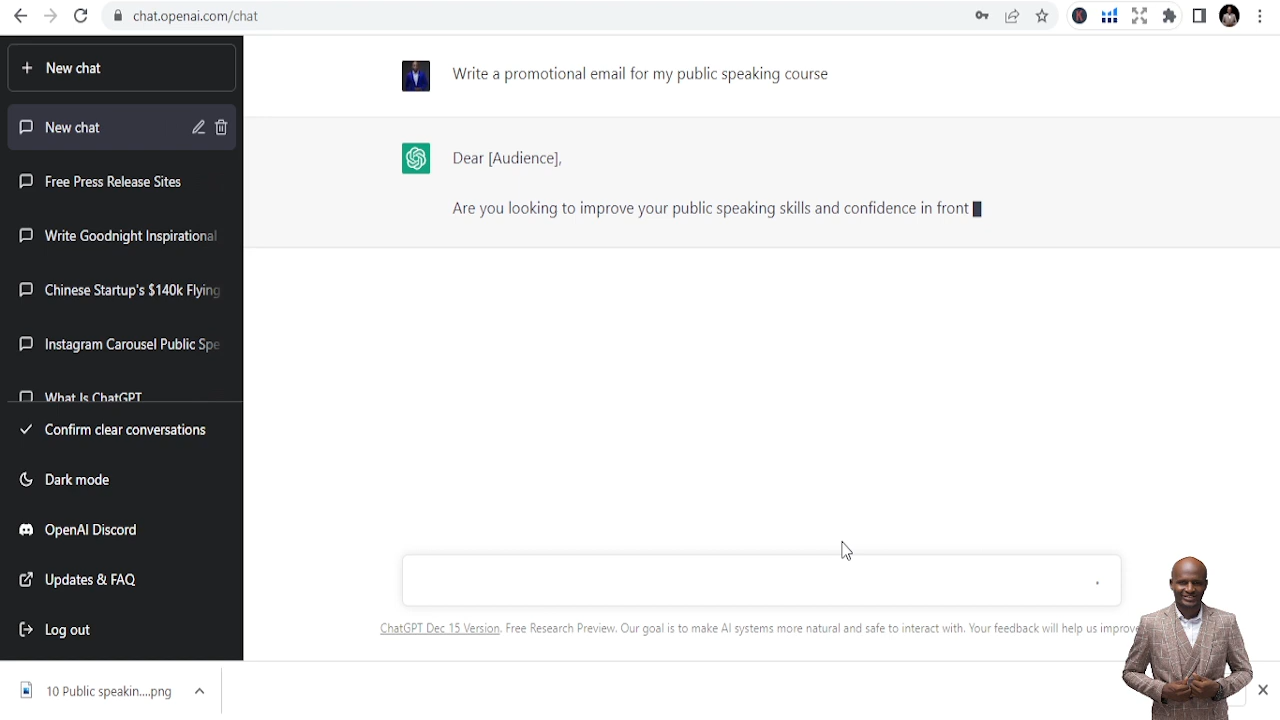 chat.openai.com/chat
K
New chat
New chat
Free Press Release Sites
Write Goodnight Inspirational
Chinese Startup's $140k Flying
Instagram Carousel Public Spe
What Is ChatGPT
Confirm clear conversations
Dark mode
OpenAI Discord
Updates & FAQ
Log out
Write a promotional email for my public speaking course
Dear [Audience],
Are you looking to improve your public speaking skills and confidence in front
ChatGPT Dec 15 Version. Free Research Preview. Our goal is to make AI systems more natural and safe to interact with. Your feedback will help us improve
10 Public speakin....png